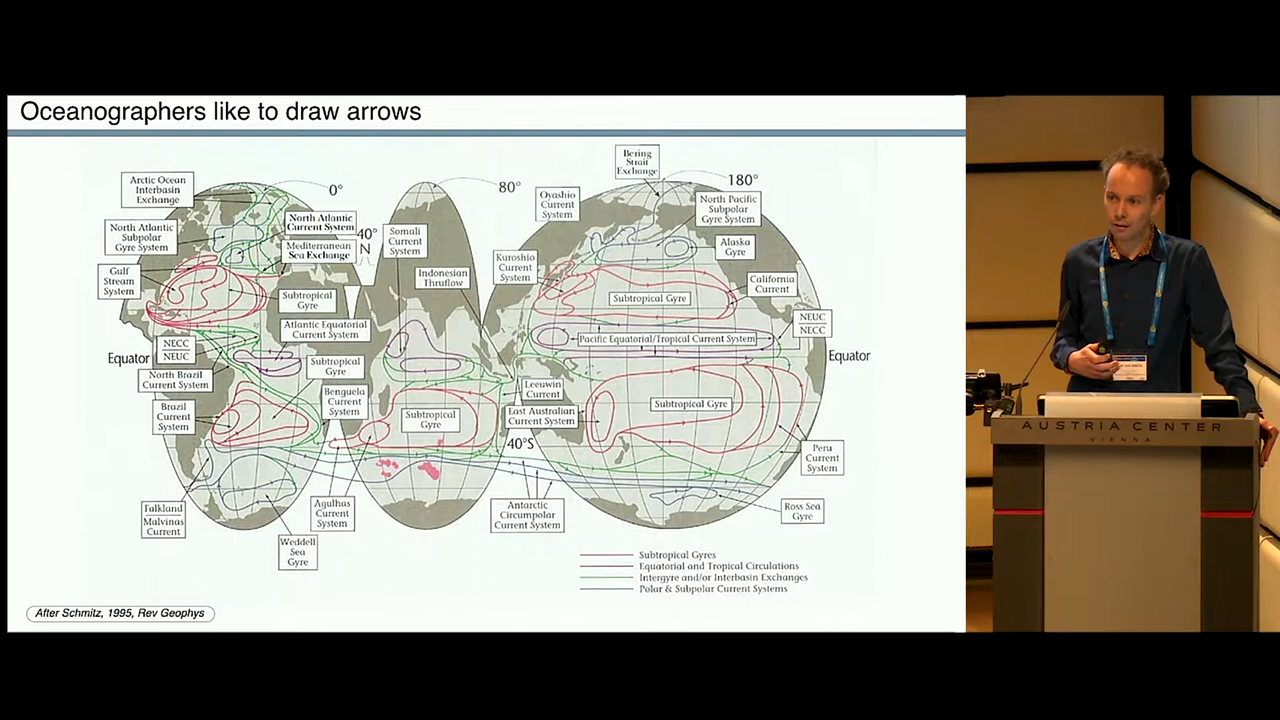 Oceanographers like to draw arrows
Bering
Strait
Exchange
Arctic Ocean
Interbasin
Exchange
0°
80°
180°
Oyashio
Current
System
North Pacific
Subpolar
Gyre System
North Atlantic
Current System
40°
N
Somali
Current
System
North Atlantic
Subpolar
Gyre System
Mediterranean
Sea Exchange
Alaska
Gyre
Kuroshio
Current
System
Gulf
Stream
System
Indonesian
Thruflow
California
Current
Subtropical
Gyre
Subtropical Gyre
NEUC
NECC
Atlantic Equatorial
Current System
Pacific Equatorial/Tropical Current System
NECC
NEUC
Equator
Equator
Subtropical
Gyre
North Brazil
Current System
Benguela
Current
System
Leeuwin
Current
Brazil
Current
System
Subtropical
Gyre
East Australian
Current System
Subtropical Gyre
40°S
Peru
Current
System
Falkland
Malvinas
Current
Agulhas
Current
System
Antarctic
Circumpolar
Current System
Ross Sea
Gyre
Weddell
Sea
Gyre
Subtropical Gyres
Equatorial and Tropical Circulations
Intergyre and/or Interbasin Exchanges
Polar & Subpolar Current Systems
After Schmitz, 1995, Rev Geophys
AUSTRIA CENTER
VIENNA